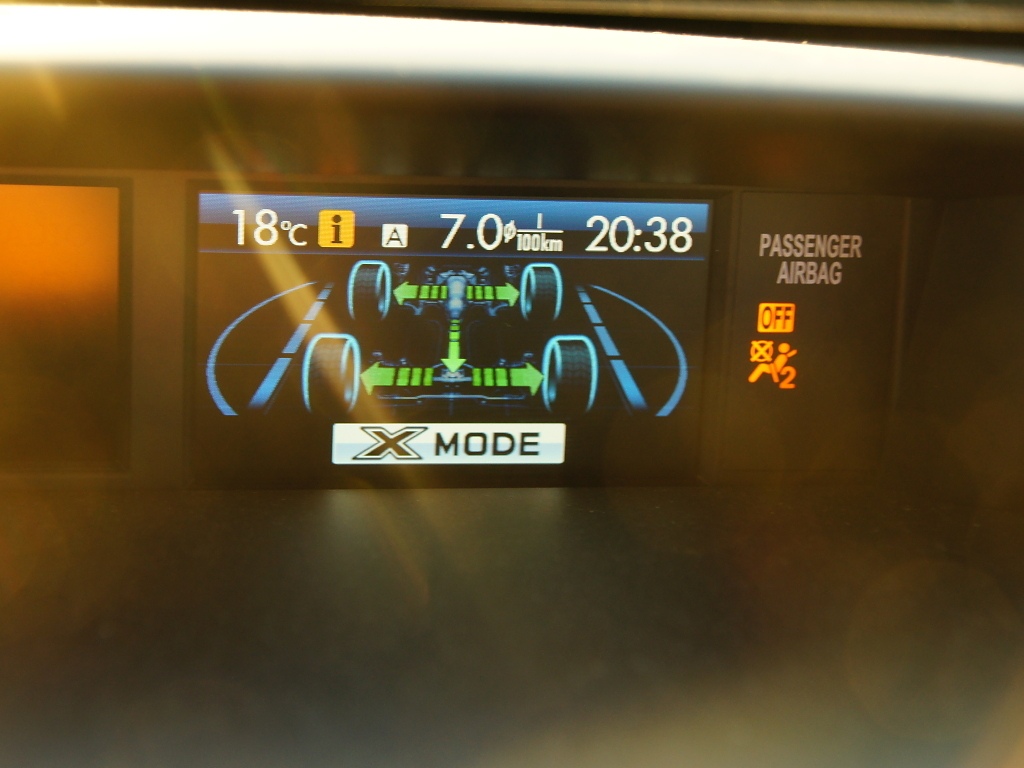 18°C i A 7.0 ø l/100km 20:38
X MODE
PASSENGER
AIRBAG
OFF
2